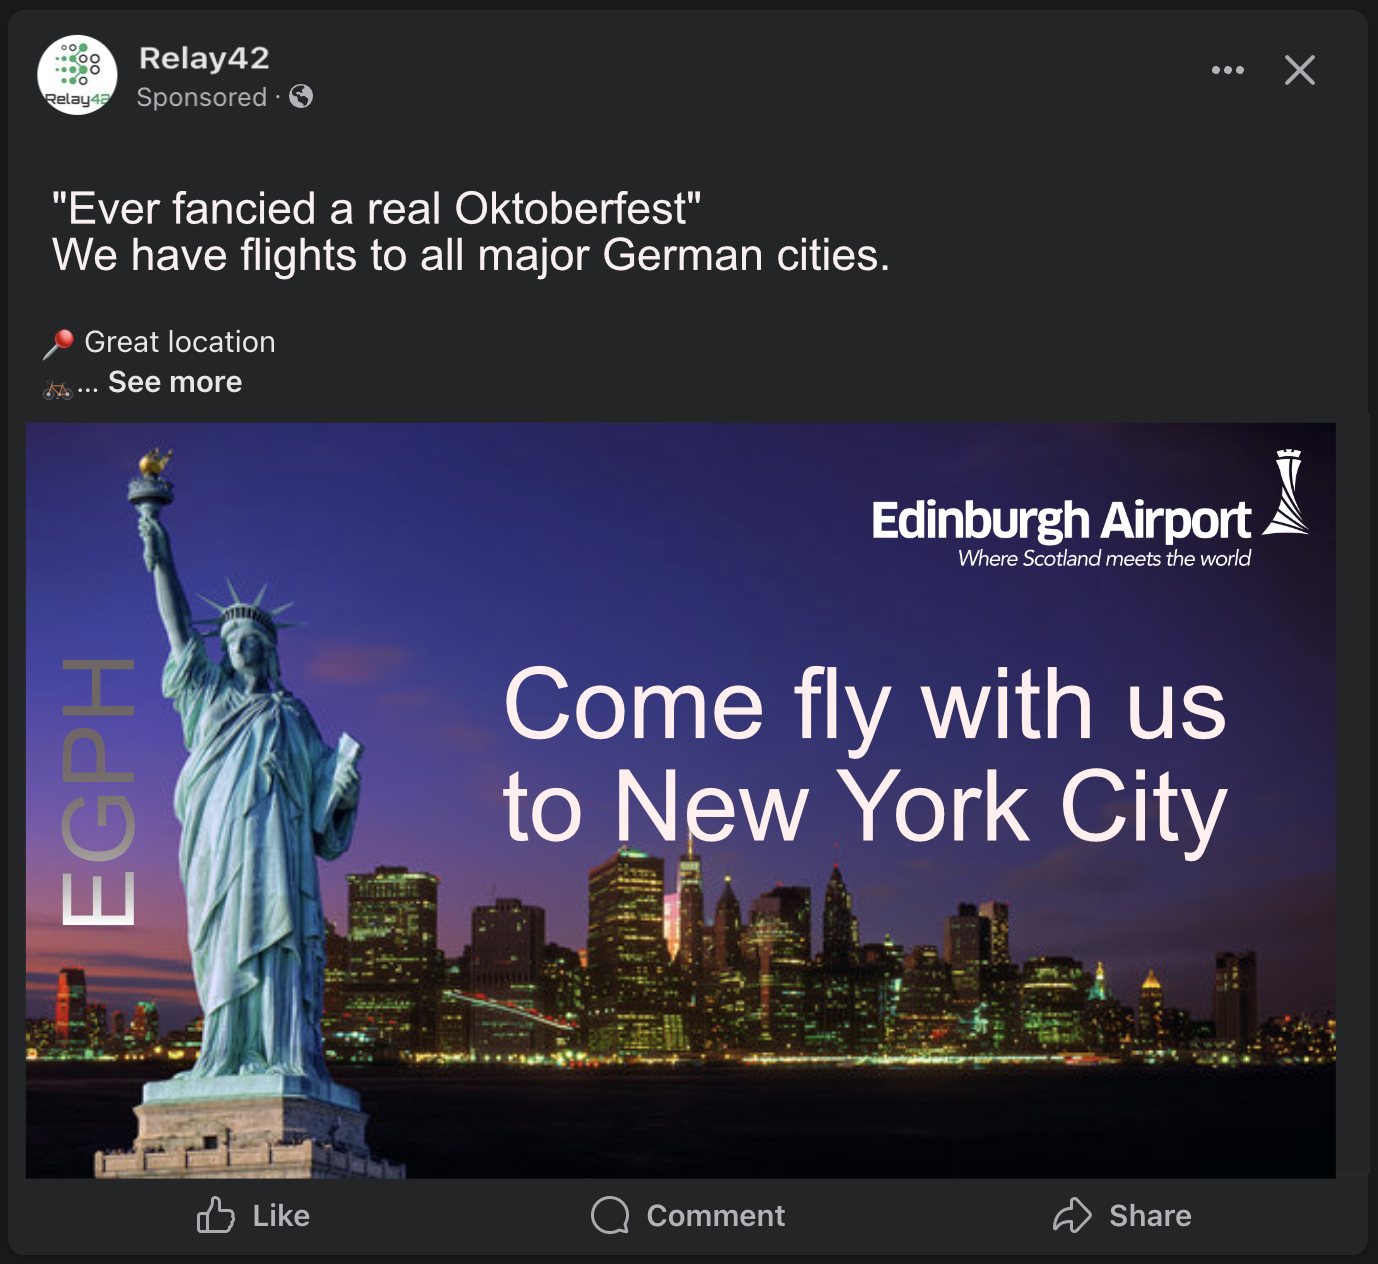 Relay42
Relay42
Sponsored ·
"Ever fancied a real Oktoberfest"
We have flights to all major German cities.
Great location
... See more
Edinburgh Airport
Where Scotland meets the world
EGPH
Come fly with us
to New York City
Like
Comment
Share